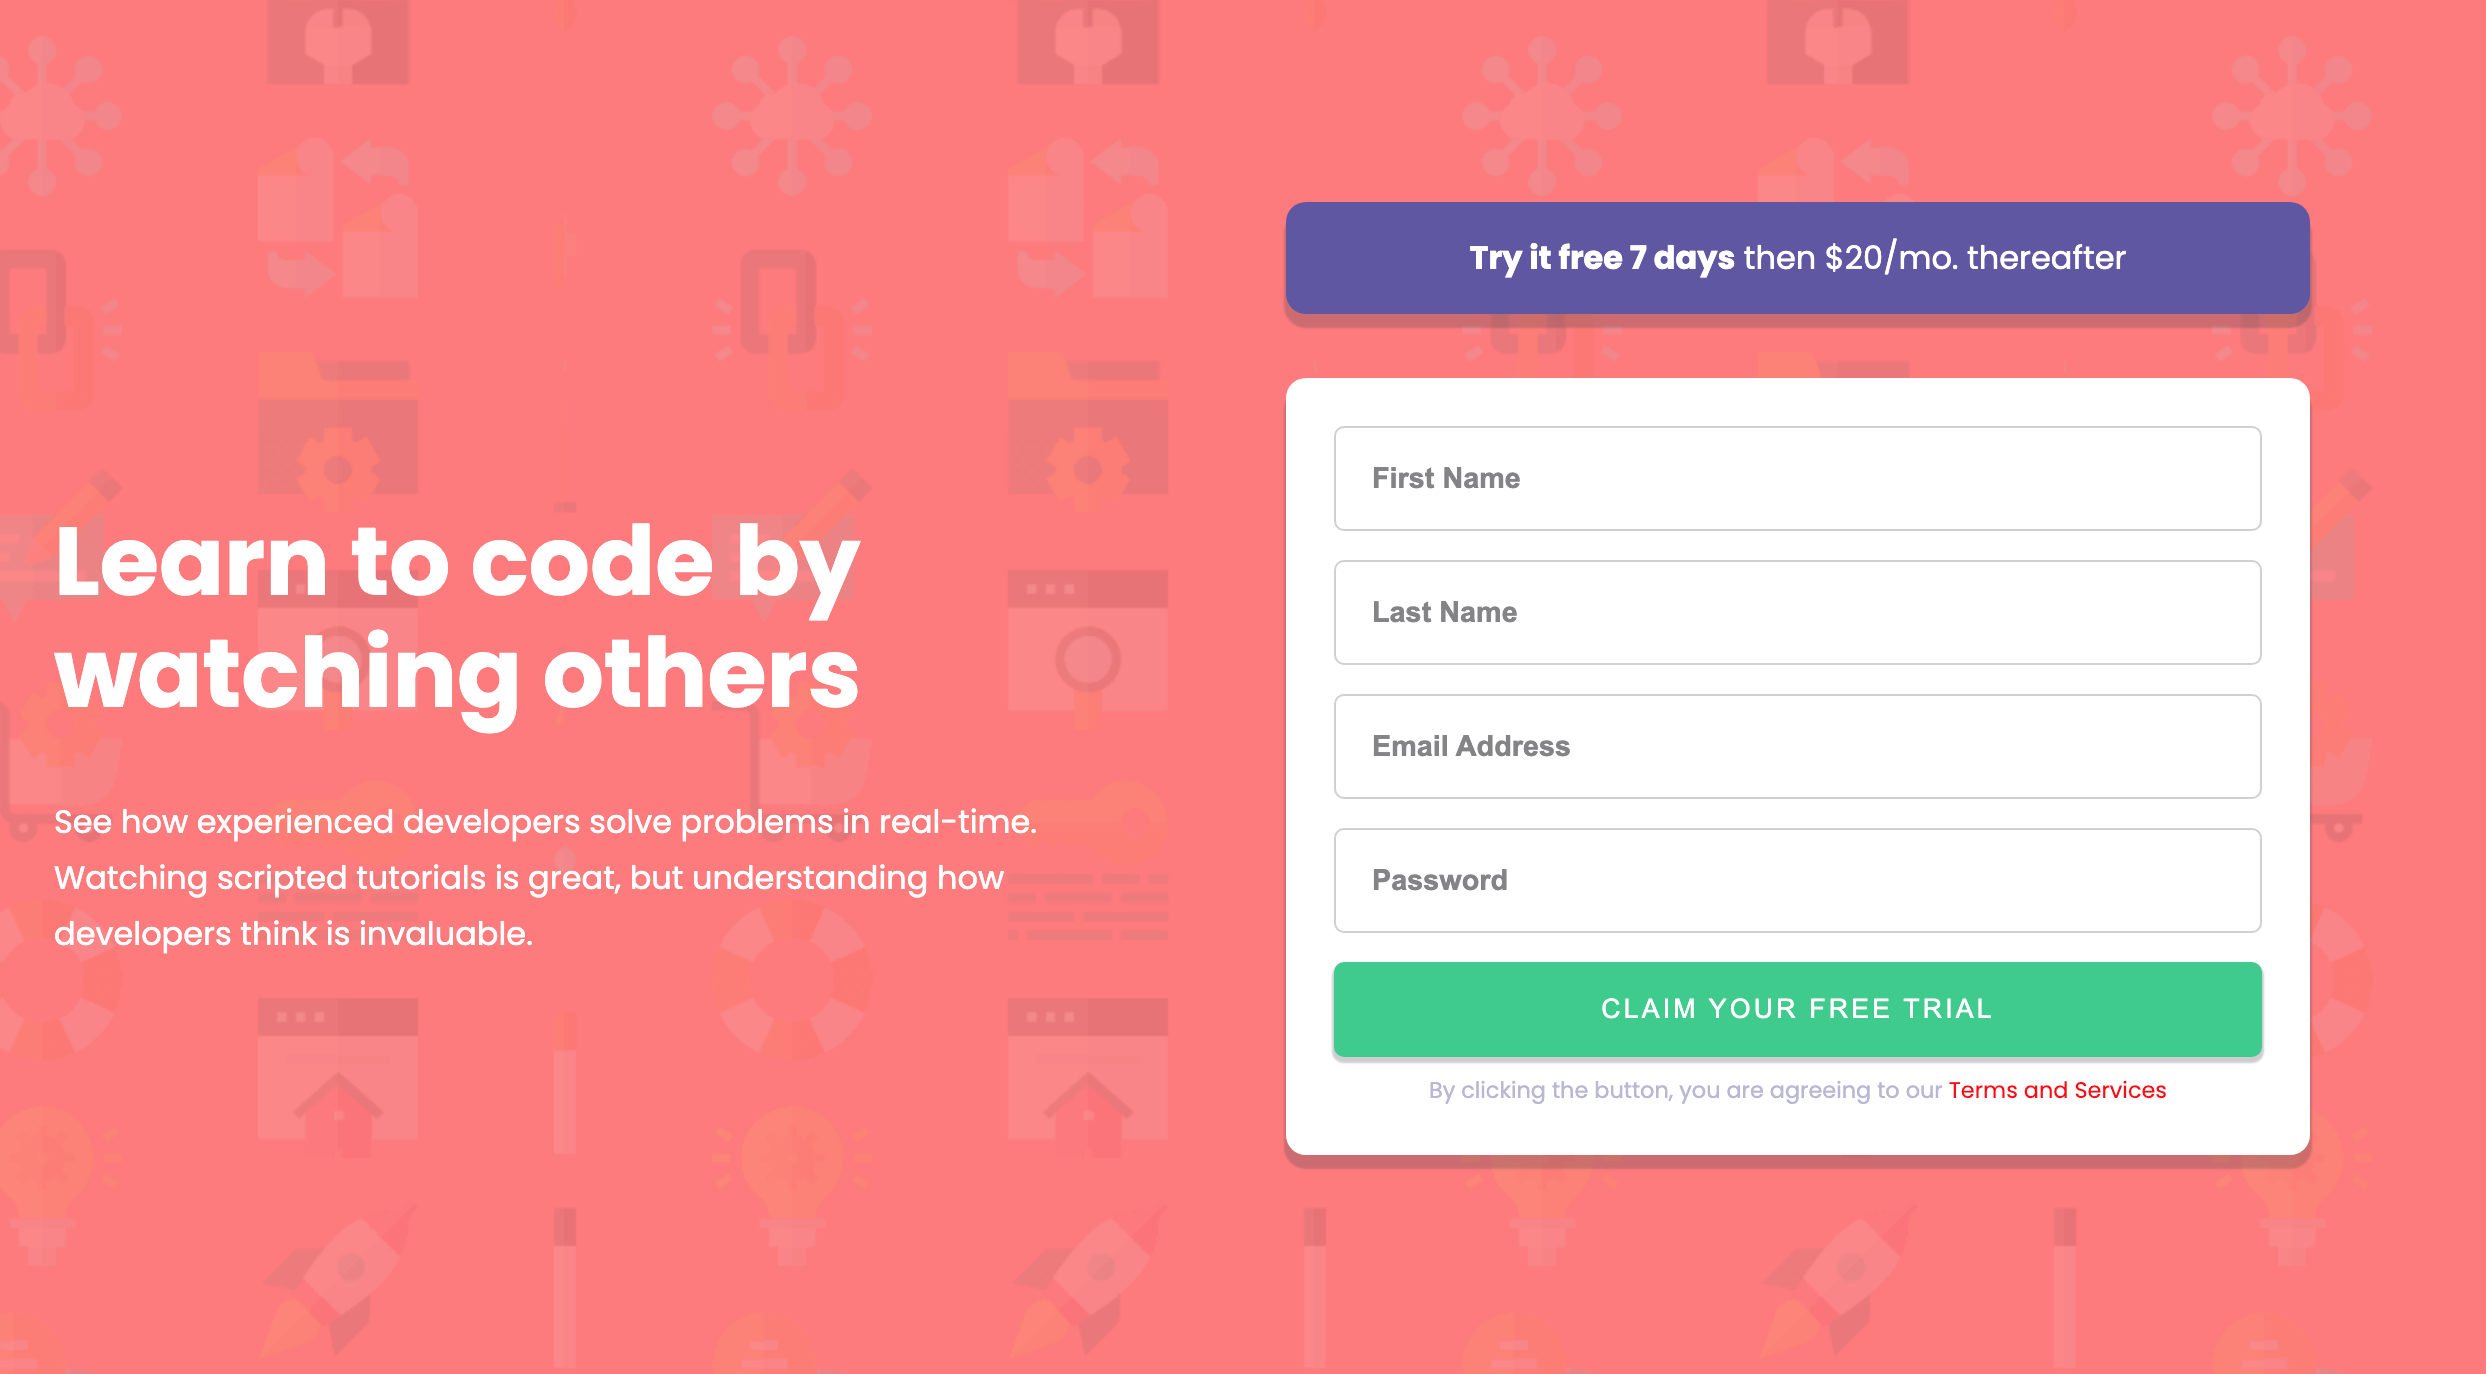 Learn to code by
watching others
See how experienced developers solve problems in real-time.
Watching scripted tutorials is great, but understanding how
developers think is invaluable.
Try it free 7 days then $20/mo. thereafter
First Name
Last Name
Email Address
Password
CLAIM YOUR FREE TRIAL
By clicking the button, you are agreeing to our Terms and Services